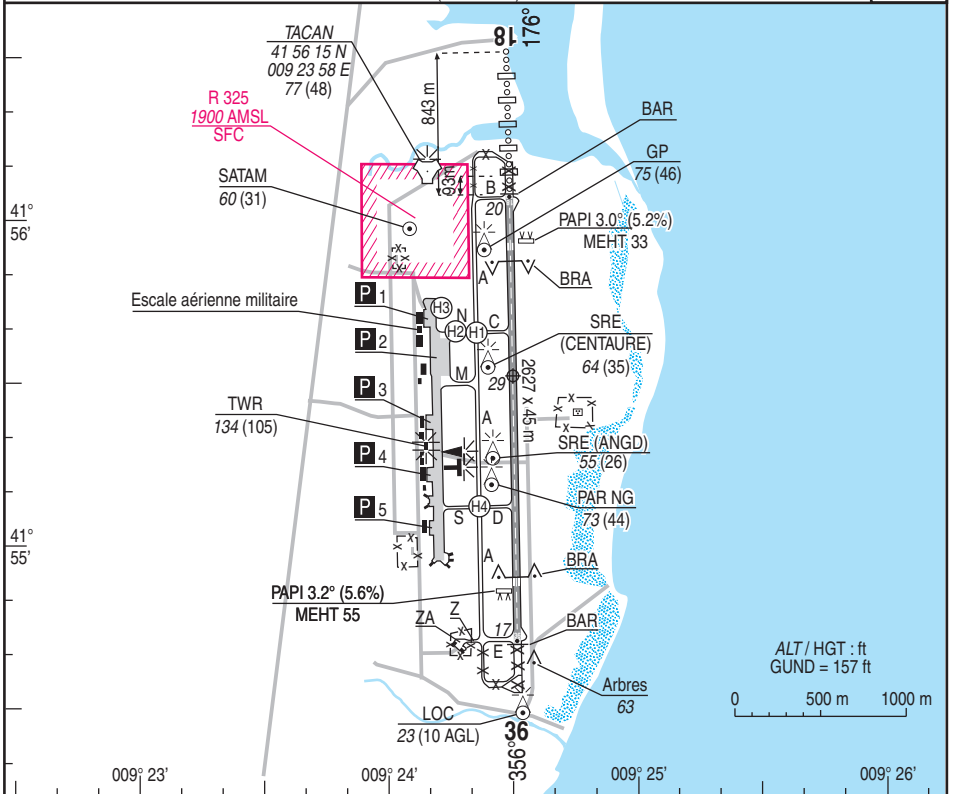 18
176°
TACAN
41 56 15 N
009 23 58 E
77 (48)
843 m
R 325
1900 AMSL
SFC
BAR
GP
75 (46)
SATAM
60 (31)
B
20
41°
56’
PAPI 3.0° (5.2%)
MEHT 33
A
BRA
Escale aérienne militaire
P 1
H3
N
H2
H1
C
SRE
(CENTAURE)
64 (35)
P 2
M
29
2627 x 45 m
P 3
TWR
134 (105)
A
SRE (ANGD)
55 (26)
P 4
PAR NG
73 (44)
P 5
S
H4
D
41°
55’
A
BRA
PAPI 3.2° (5.6%)
MEHT 55
ZA
Z
17
BAR
E
Arbres
63
ALT / HGT : ft
GUND = 157 ft
0 500 m 1000 m
LOC
23 (10 AGL)
36
356°
009° 23’
009° 24’
009° 25’
009° 26’